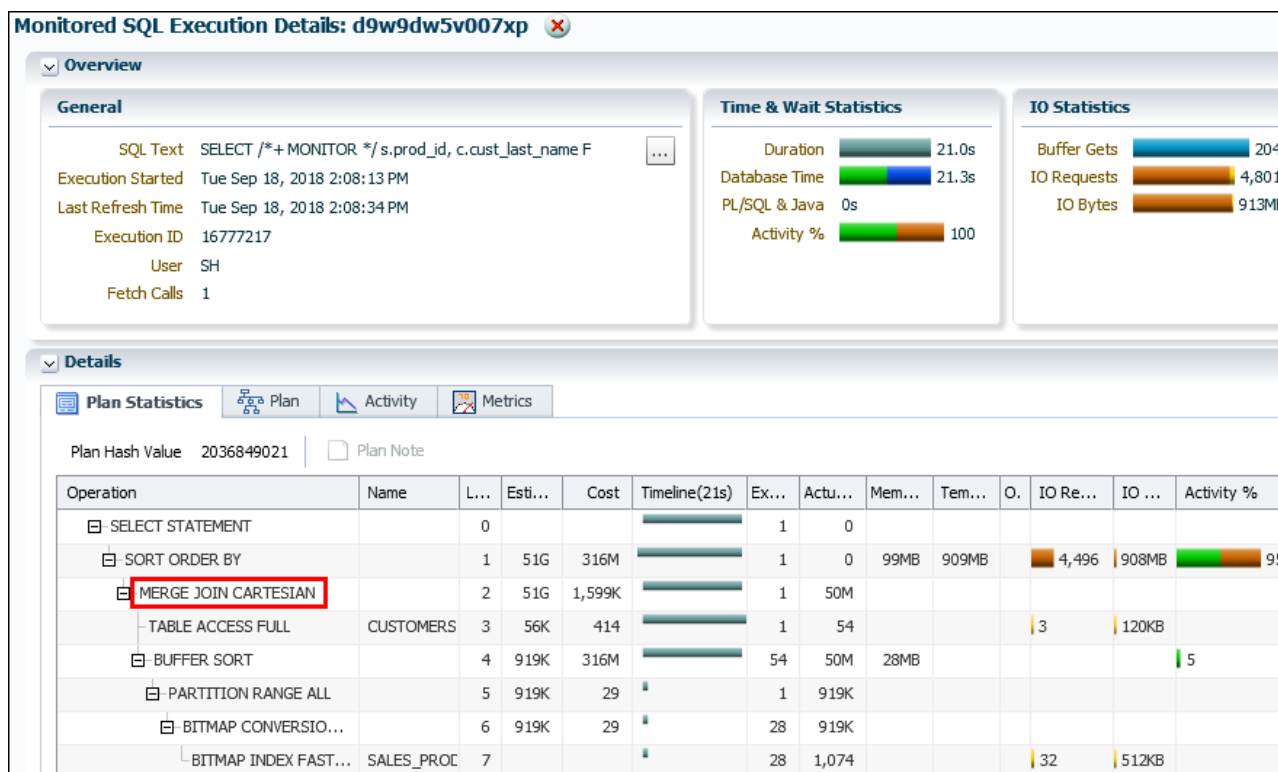 Monitored SQL Execution Details: d9w9dw5v007xp
Overview
General
SQL Text SELECT /*+ MONITOR */ s.prod_id, c.cust_last_name F ...
Execution Started Tue Sep 18, 2018 2:08:13 PM
Last Refresh Time Tue Sep 18, 2018 2:08:34 PM
Execution ID 16777217
User SH
Fetch Calls 1
Time & Wait Statistics
Duration 21.0s
Database Time 21.3s
PL/SQL & Java 0s
Activity % 100
IO Statistics
Buffer Gets 204
IO Requests 4,801
IO Bytes 913M
Details
Plan Statistics Plan Activity Metrics
Plan Hash Value 2036849021 Plan Note
Operation Name L... Esti... Cost Timeline(21s) Ex... Actu... Mem... Tem... O. IO Re... IO ... Activity %
SELECT STATEMENT 0 1 0
SORT ORDER BY 1 51G 316M 1 0 99MB 909MB 4,496 908MB 95
MERGE JOIN CARTESIAN 2 51G 1,599K 1 50M
TABLE ACCESS FULL CUSTOMERS 3 56K 414 1 54 3 120KB
BUFFER SORT 4 919K 316M 54 50M 28MB 5
PARTITION RANGE ALL 5 919K 29 1 919K
BITMAP CONVERSIO... 6 919K 29 28 919K
BITMAP INDEX FAST... SALES_PROD 7 28 1,074 32 512KB